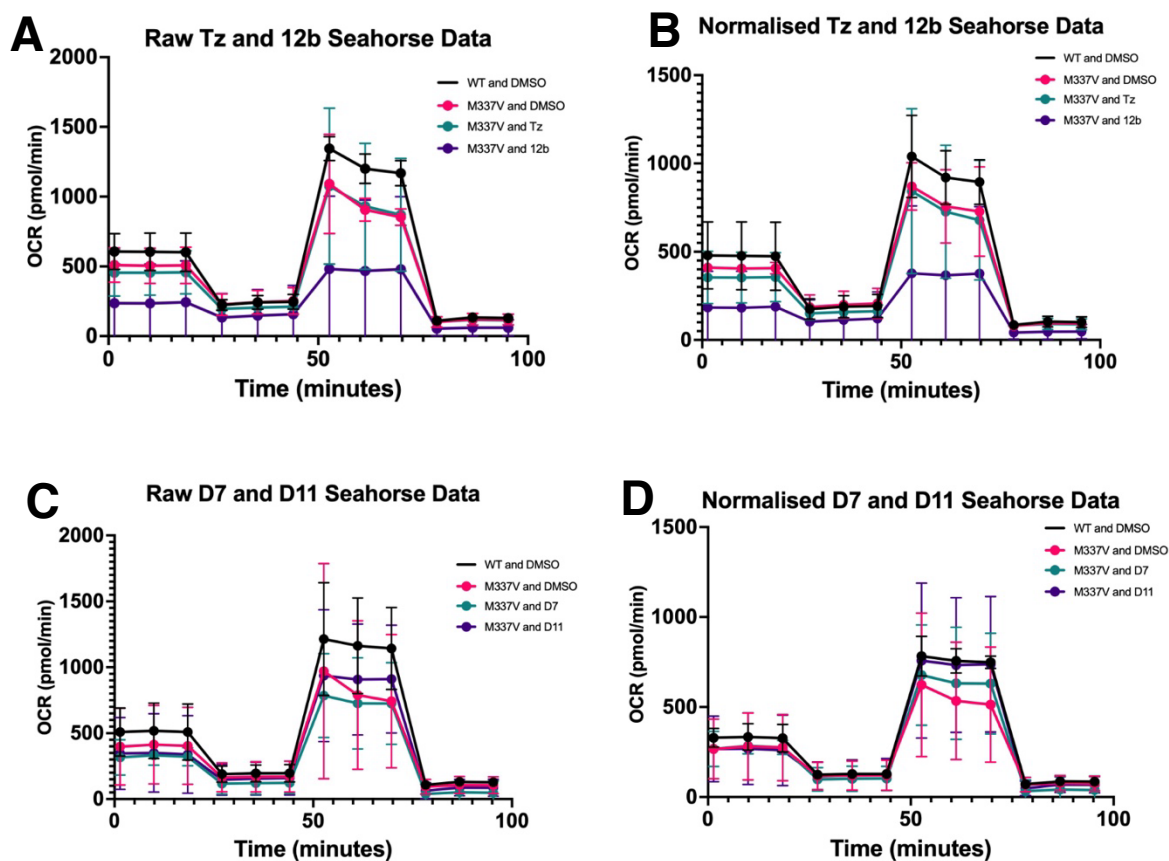 A
Raw Tz and 12b Seahorse Data
2000
1500
1000
500
0
OCR (pmol/min)
0
50
100
Time (minutes)
WT and DMSO
M337V and DMSO
M337V and Tz
M337V and 12b
B
Normalised Tz and 12b Seahorse Data
1500
1000
500
0
OCR (pmol/min)
0
50
100
Time (minutes)
WT and DMSO
M337V and DMSO
M337V and Tz
M337V and 12b
C
Raw D7 and D11 Seahorse Data
2000
1500
1000
500
0
OCR (pmol/min)
0
50
100
Time (minutes)
WT and DMSO
M337V and DMSO
M337V and D7
M337V and D11
D
Normalised D7 and D11 Seahorse Data
1500
1000
500
0
OCR (pmol/min)
0
50
100
Time (minutes)
WT and DMSO
M337V and DMSO
M337V and D7
M337V and D11